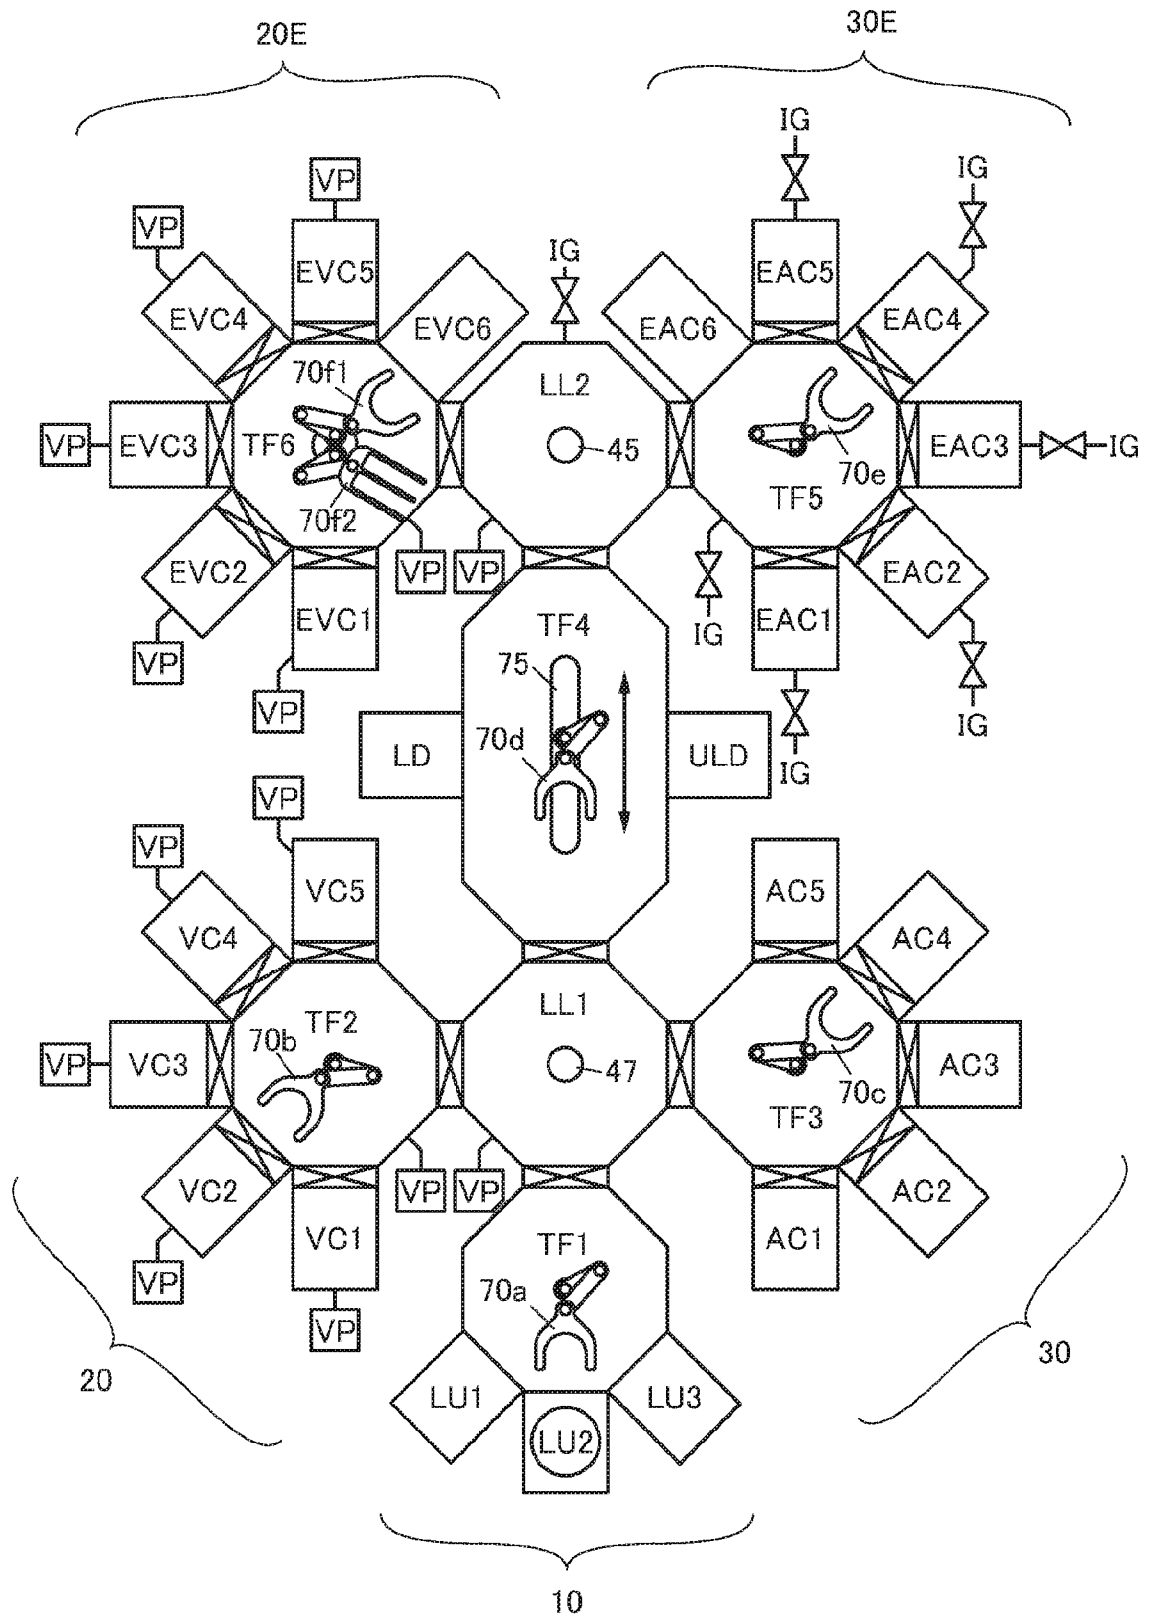 20E
30E
IG
VP
IG
VP
IG
EVC5
EAC5
EVC4
EVC6
EAC6
EAC4
70f1
LL2
VP
EVC3
TF6
45
70e
EAC3
IG
TF5
70f2
EVC2
VP
VP
EAC2
EVC1
TF4
IG
EAC1
VP
75
VP
70d
IG
LD
ULD
IG
VP
VP
VC5
AC5
VC4
AC4
TF2
LL1
70b
VP
VC3
47
70c
AC3
TF3
VC2
VP
VP
AC2
VC1
TF1
AC1
VP
70a
VP
20
30
LU1
LU3
LU2
10